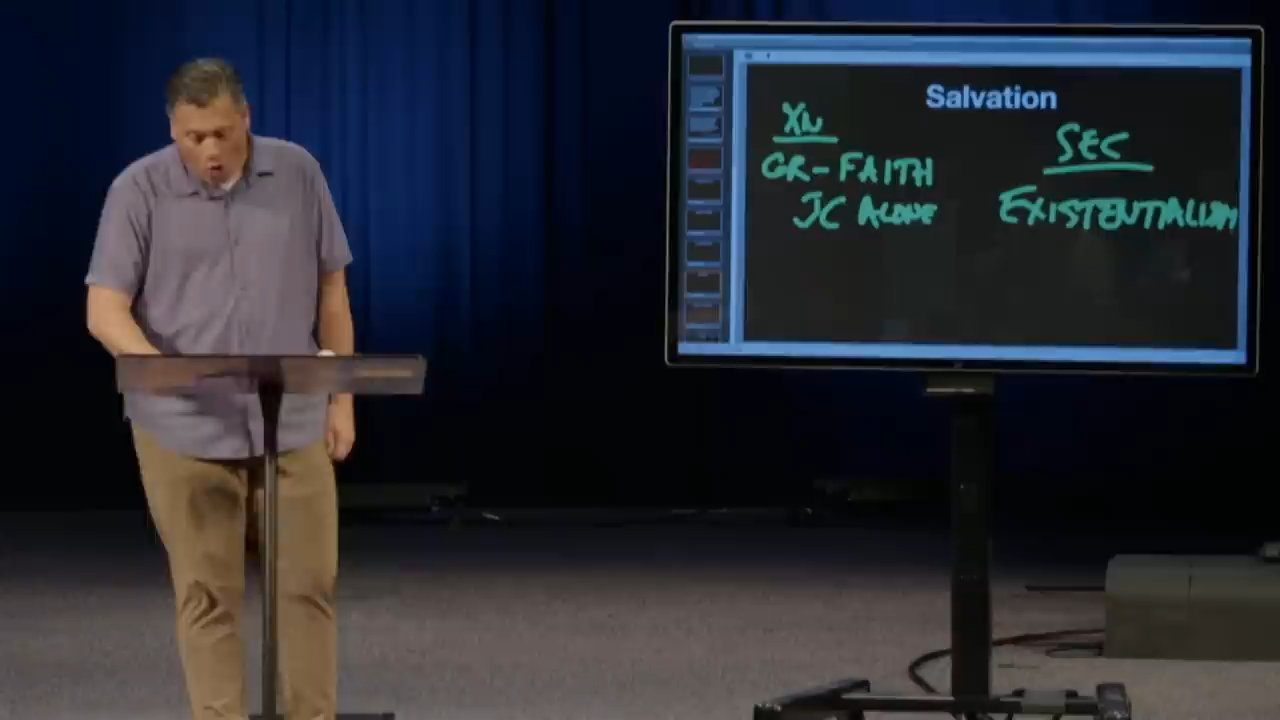 Salvation
XN
GR-FAITH
JC ALONE
SEC
EXISTENTIALISM